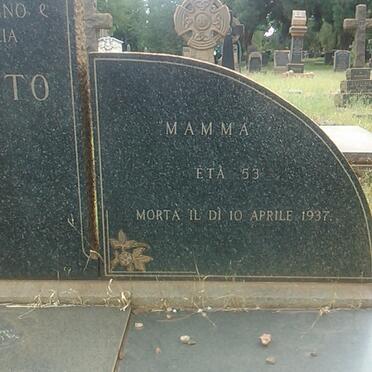 NO. e
IA
TO
"MAMMA"
ETÀ 53
MORTA IL DÌ 10 APRILE 1937.